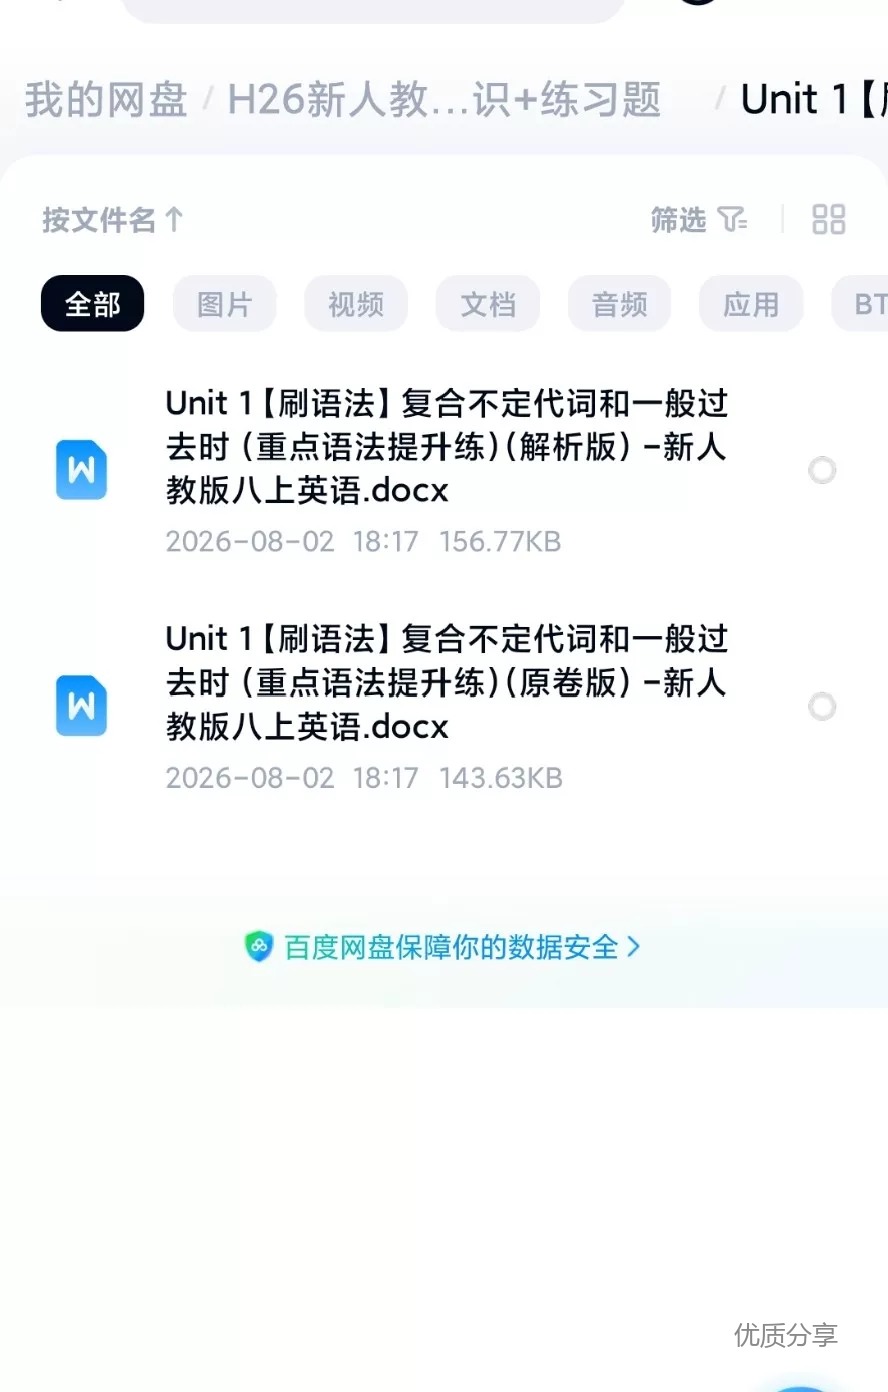 我的网盘 / H26新人教...识+练习题 / Unit 1【
按文件名↑ 筛选
全部 图片 视频 文档 音频 应用 BT
Unit 1【刷语法】复合不定代词和一般过
去时（重点语法提升练）（解析版）-新人
教版八上英语.docx
2026-08-02 18:17 156.77KB
Unit 1【刷语法】复合不定代词和一般过
去时（重点语法提升练）（原卷版）-新人
教版八上英语.docx
2026-08-02 18:17 143.63KB
百度网盘保障你的数据安全 >
优质分享